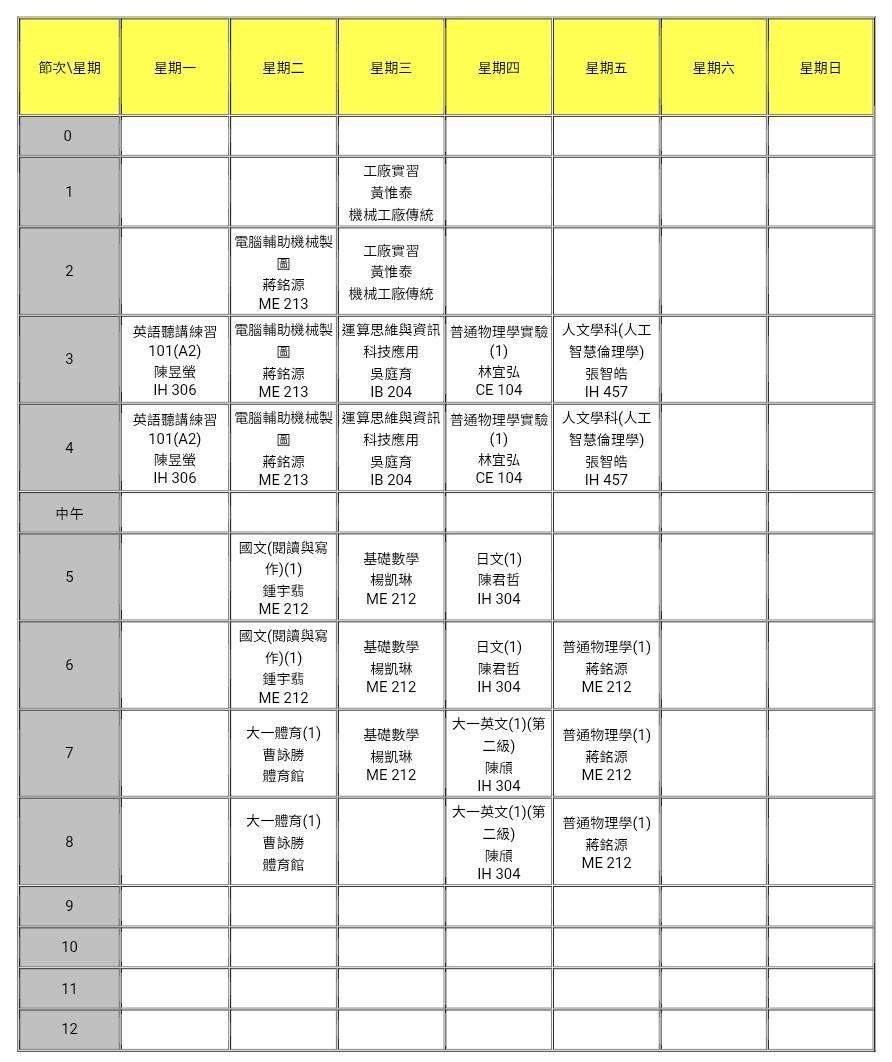 節次\星期 星期一 星期二 星期三 星期四 星期五 星期六 星期日
0
1
工廠實習
黃惟泰
機械工廠傳統
2
電腦輔助機械製
圖
蔣銘源
ME 213
工廠實習
黃惟泰
機械工廠傳統
3
英語聽講練習
101(A2)
陳昱螢
IH 306
電腦輔助機械製
圖
蔣銘源
ME 213
運算思維與資訊
科技應用
吳庭育
IB 204
普通物理學實驗
(1)
林宜弘
CE 104
人文學科(人工
智慧倫理學)
張智皓
IH 457
4
英語聽講練習
101(A2)
陳昱螢
IH 306
電腦輔助機械製
圖
蔣銘源
ME 213
運算思維與資訊
科技應用
吳庭育
IB 204
普通物理學實驗
(1)
林宜弘
CE 104
人文學科(人工
智慧倫理學)
張智皓
IH 457
中午
5
國文(閱讀與寫
作)(1)
鍾宇翡
ME 212
基礎數學
楊凱琳
ME 212
日文(1)
陳君哲
IH 304
6
國文(閱讀與寫
作)(1)
鍾宇翡
ME 212
基礎數學
楊凱琳
ME 212
日文(1)
陳君哲
IH 304
普通物理學(1)
蔣銘源
ME 212
7
大一體育(1)
曹詠勝
體育館
基礎數學
楊凱琳
ME 212
大一英文(1)(第
二級)
陳頎
IH 304
普通物理學(1)
蔣銘源
ME 212
8
大一體育(1)
曹詠勝
體育館
大一英文(1)(第
二級)
陳頎
IH 304
普通物理學(1)
蔣銘源
ME 212
9
10
11
12